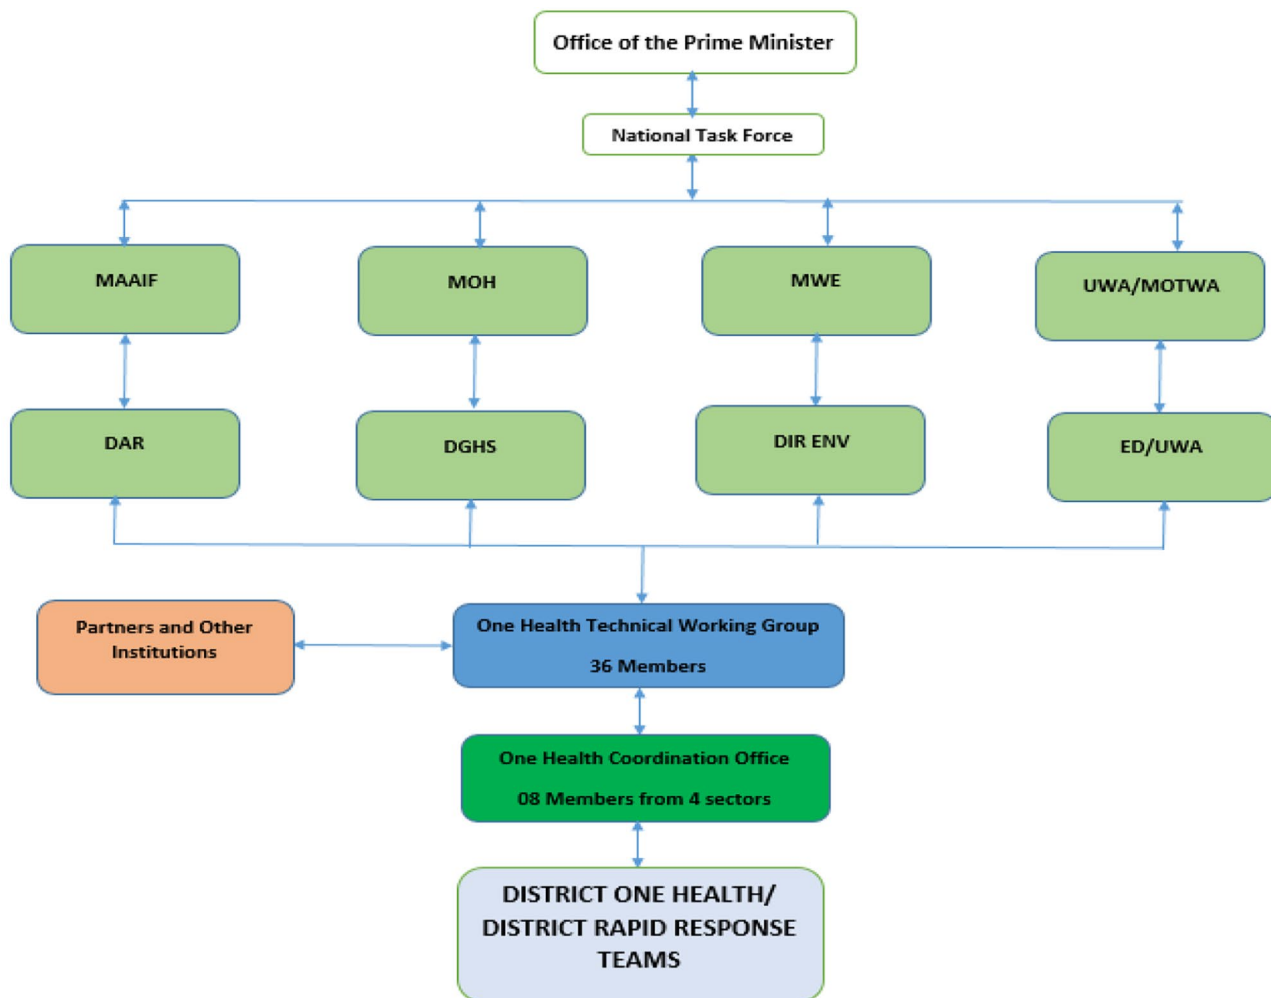 Office of the Prime Minister
National Task Force
MAAIF
MOH
MWE
UWA/MOTWA
DAR
DGHS
DIR ENV
ED/UWA
Partners and Other
Institutions
One Health Technical Working Group
36 Members
One Health Coordination Office
08 Members from 4 sectors
DISTRICT ONE HEALTH/
DISTRICT RAPID RESPONSE
TEAMS